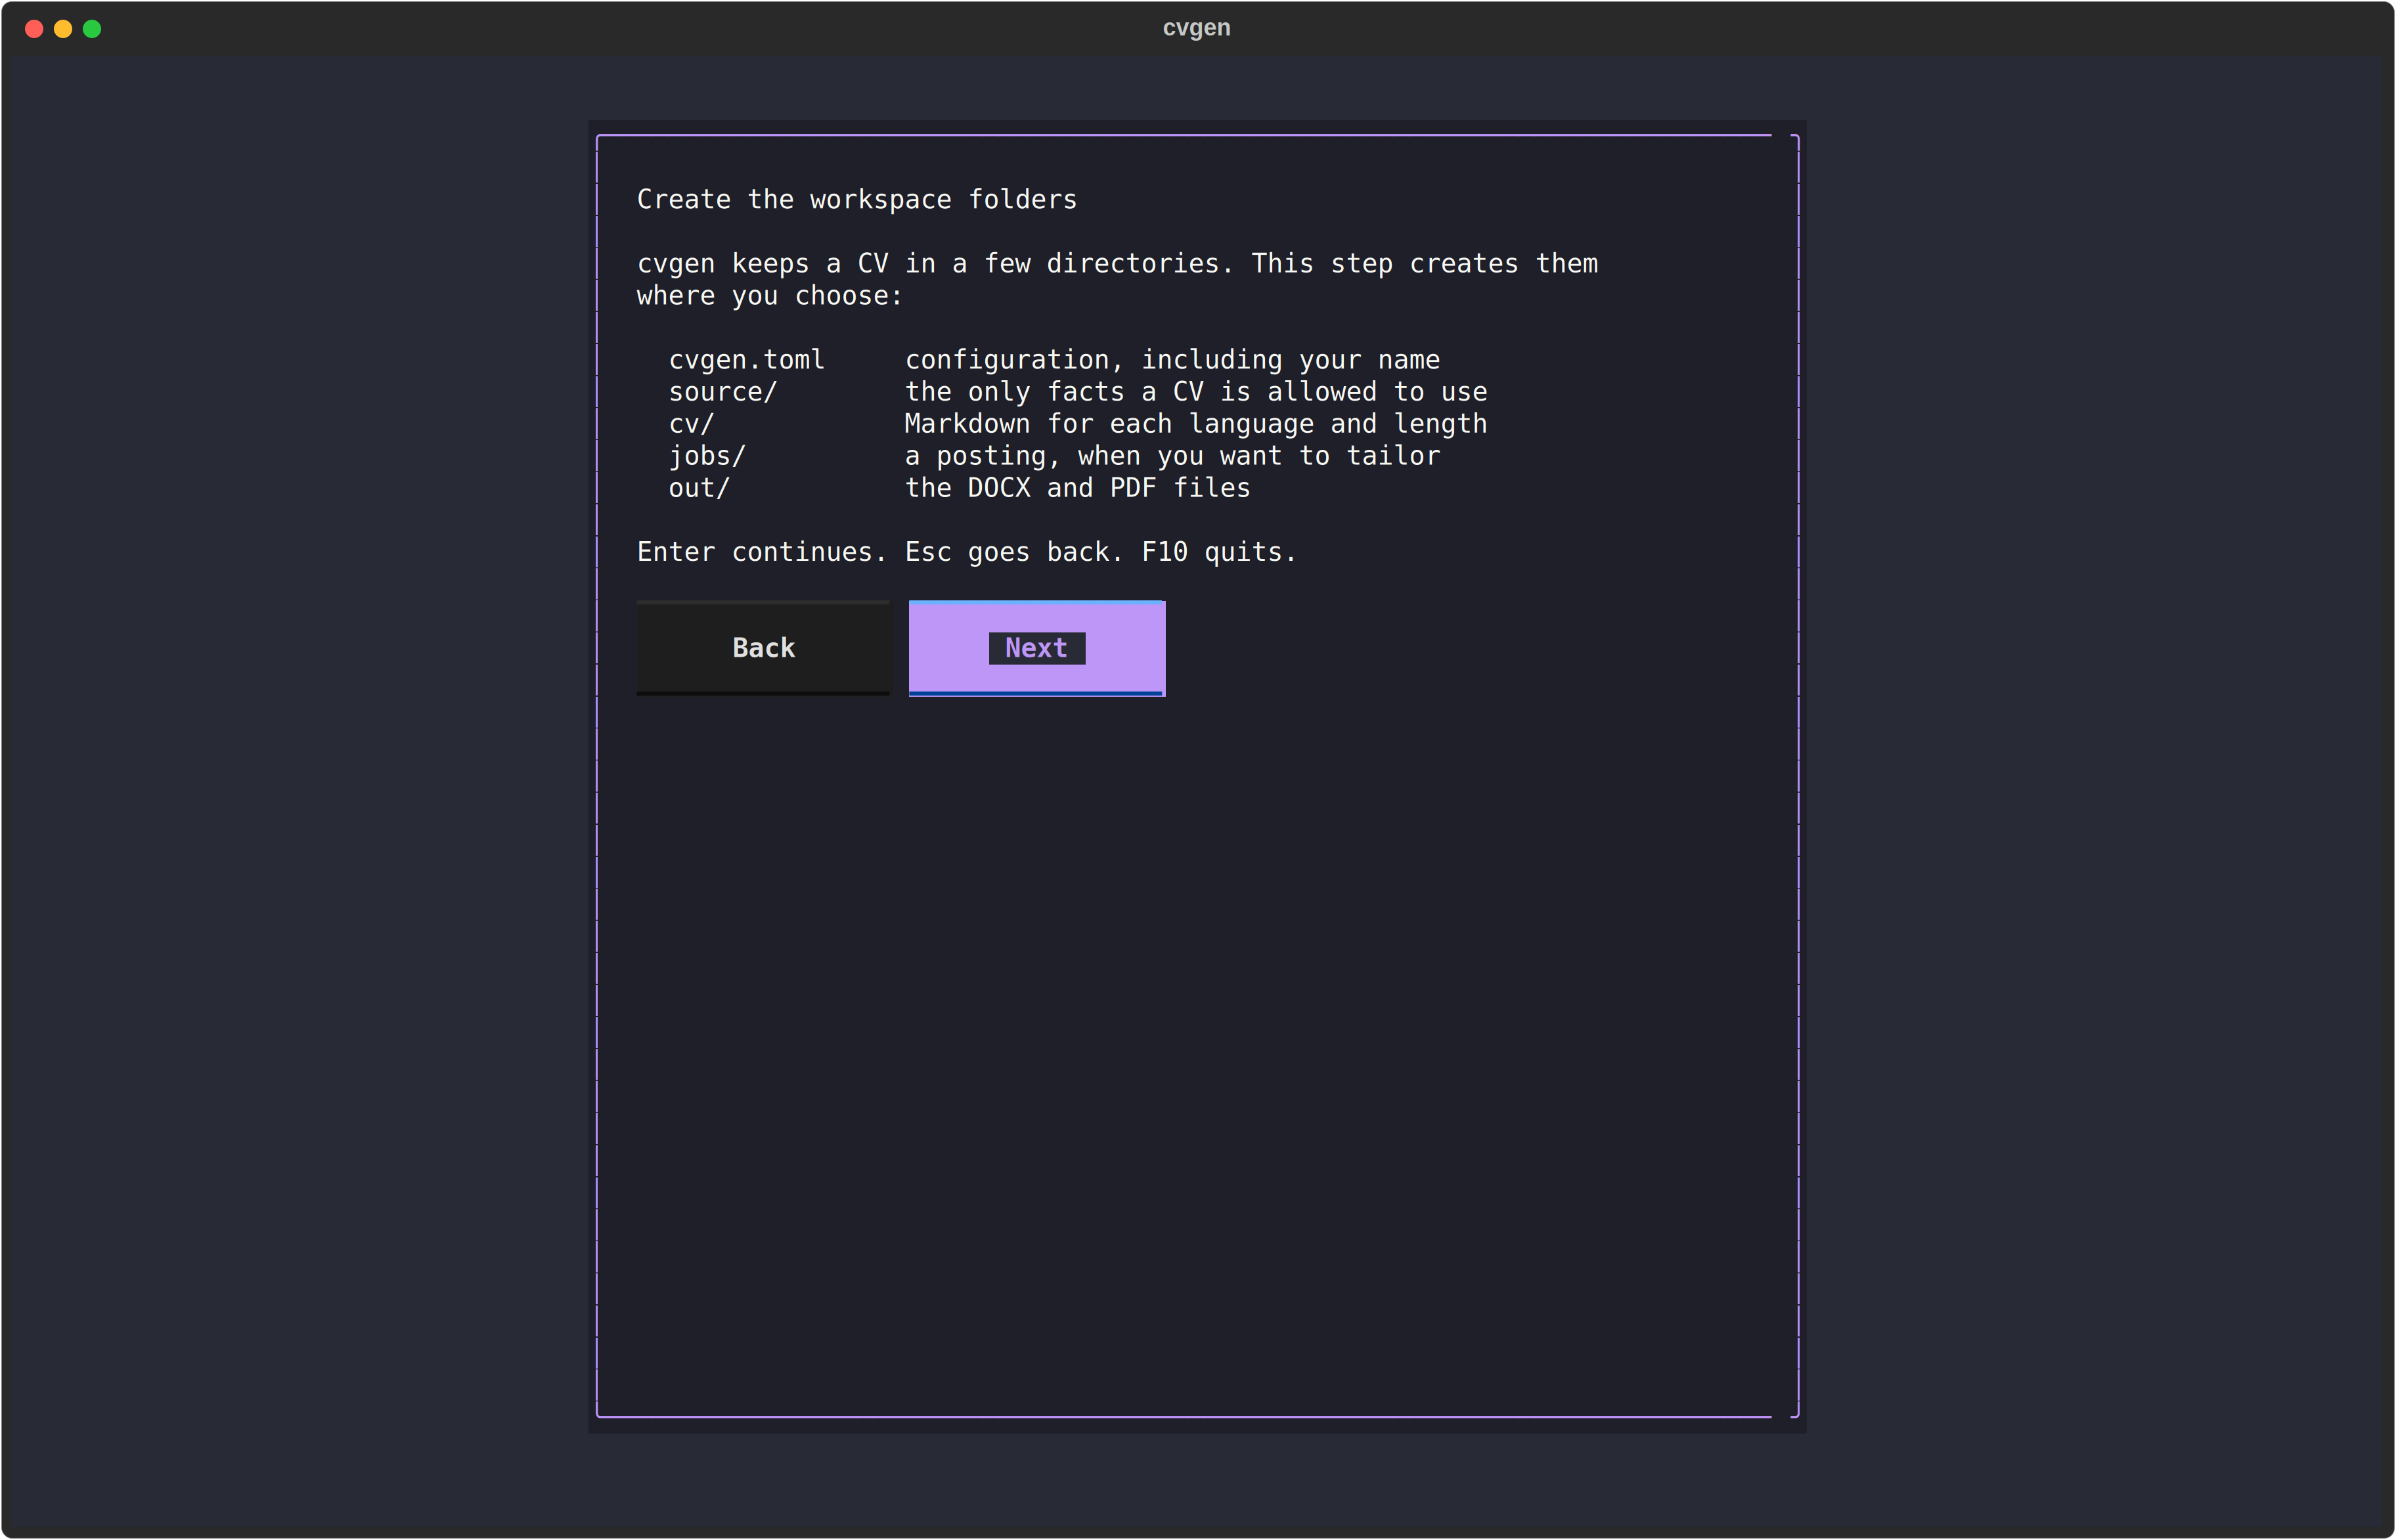 cvgen
Create the workspace folders
cvgen keeps a CV in a few directories. This step creates them
where you choose:
cvgen.toml     configuration, including your name
source/        the only facts a CV is allowed to use
cv/            Markdown for each language and length
jobs/          a posting, when you want to tailor
out/           the DOCX and PDF files
Enter continues. Esc goes back. F10 quits.
Back Next